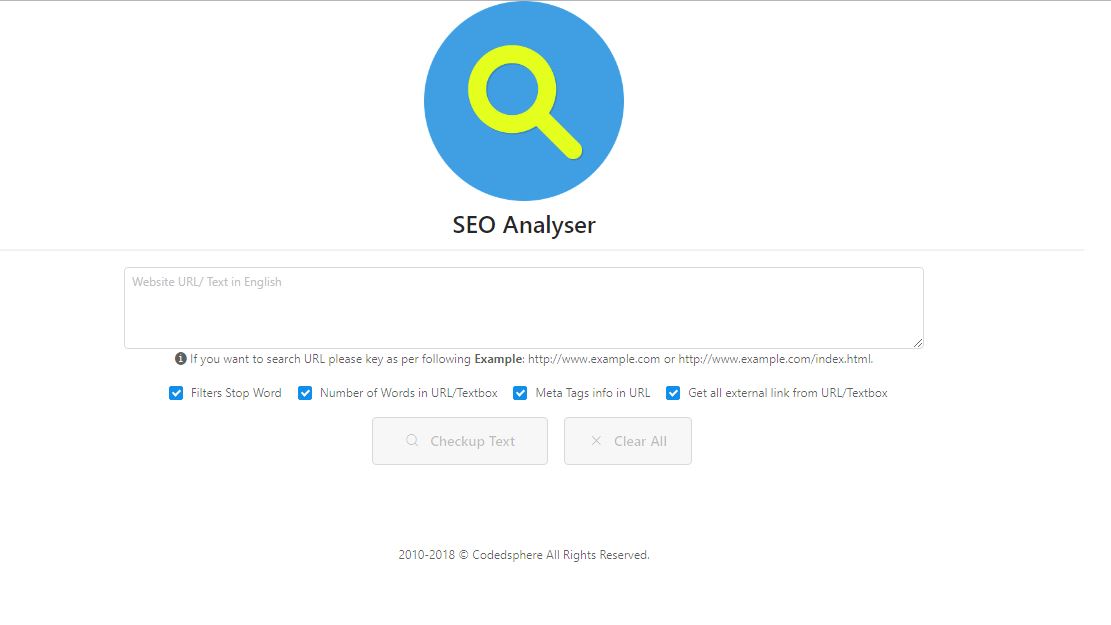 SEO Analyser
Website URL/ Text in English
If you want to search URL please key as per following Example: http://www.example.com or http://www.example.com/index.html.
Filters Stop Word Number of Words in URL/Textbox Meta Tags info in URL Get all external link from URL/Textbox
Checkup Text Clear All
2010-2018 © Codedsphere All Rights Reserved.